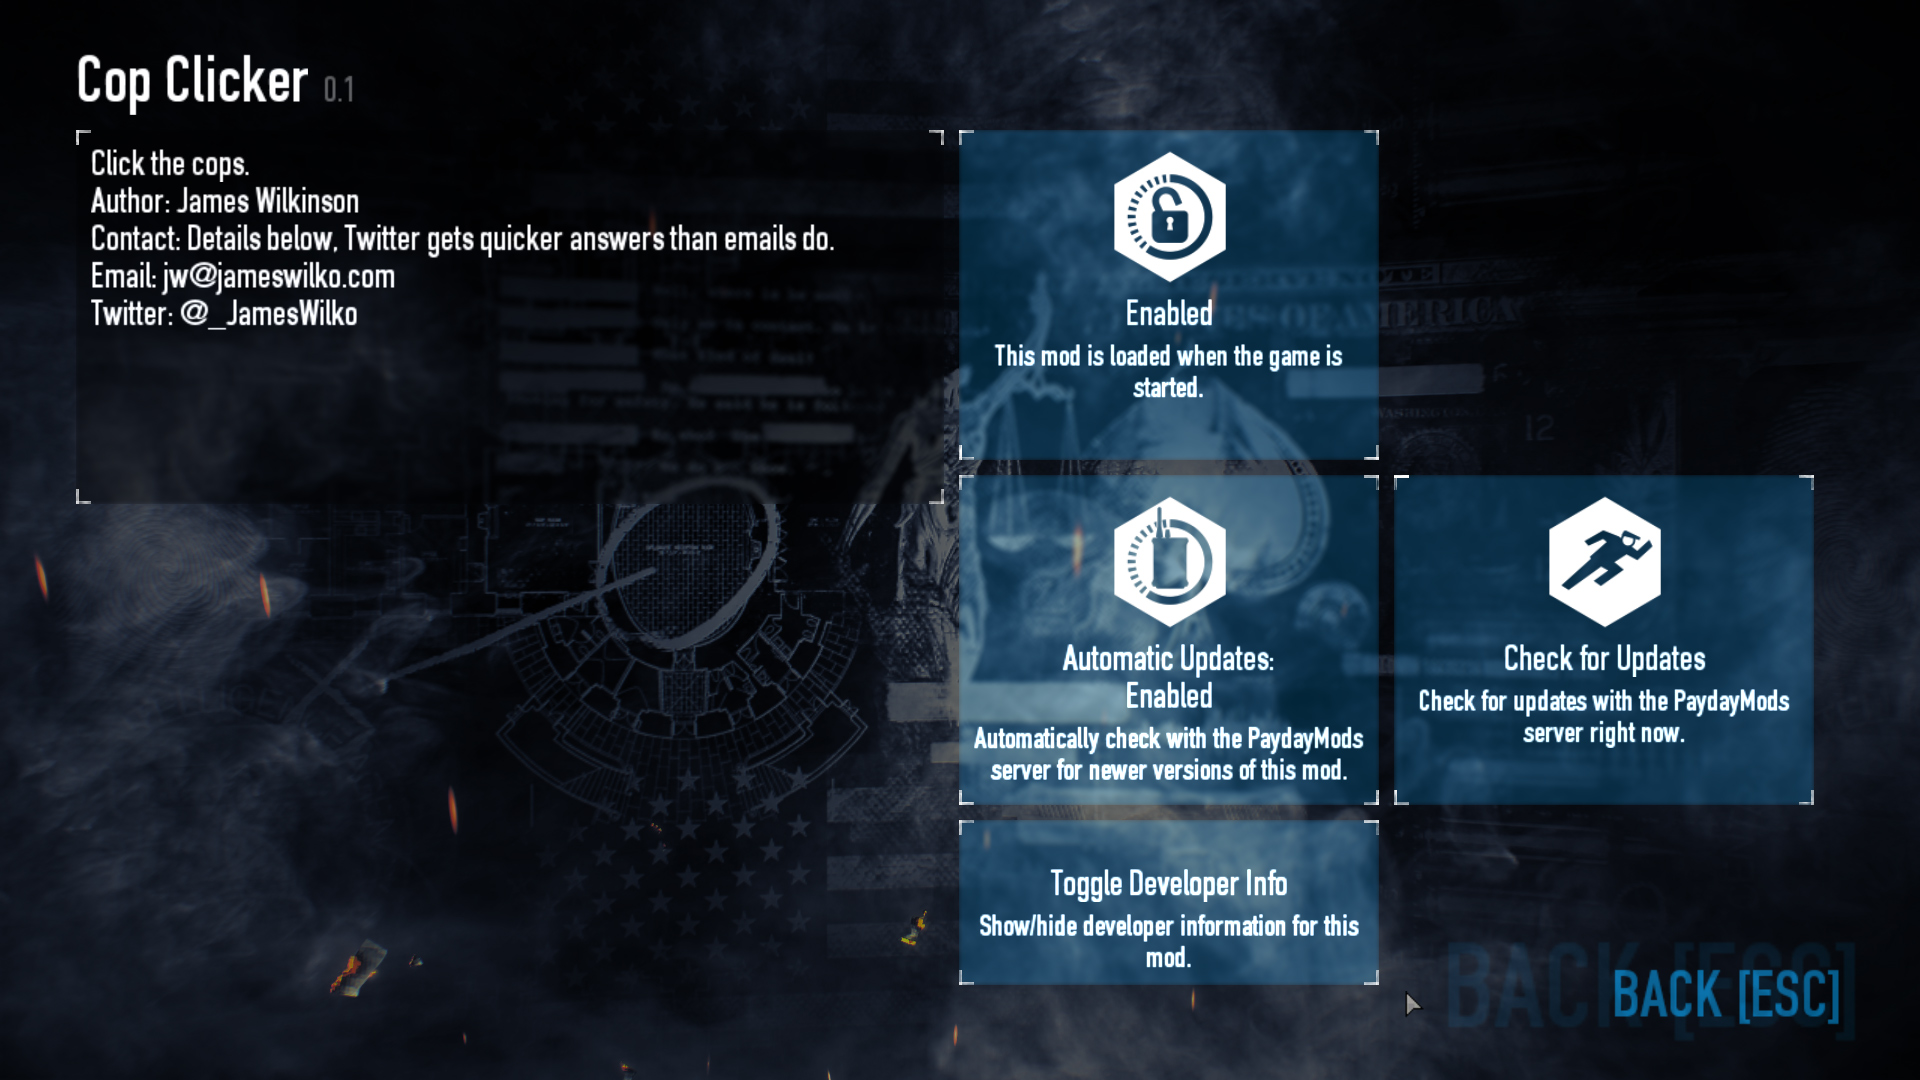 Cop Clicker 0.1
Click the cops.
Author: James Wilkinson
Contact: Details below, Twitter gets quicker answers than emails do.
Email: jw@jameswilko.com
Twitter: @_JamesWilko
Enabled
This mod is loaded when the game is
started.
Automatic Updates:
Enabled
Automatically check with the PaydayMods
server for newer versions of this mod.
Check for Updates
Check for updates with the PaydayMods
server right now.
Toggle Developer Info
Show/hide developer information for this
mod.
BACK [ESC]